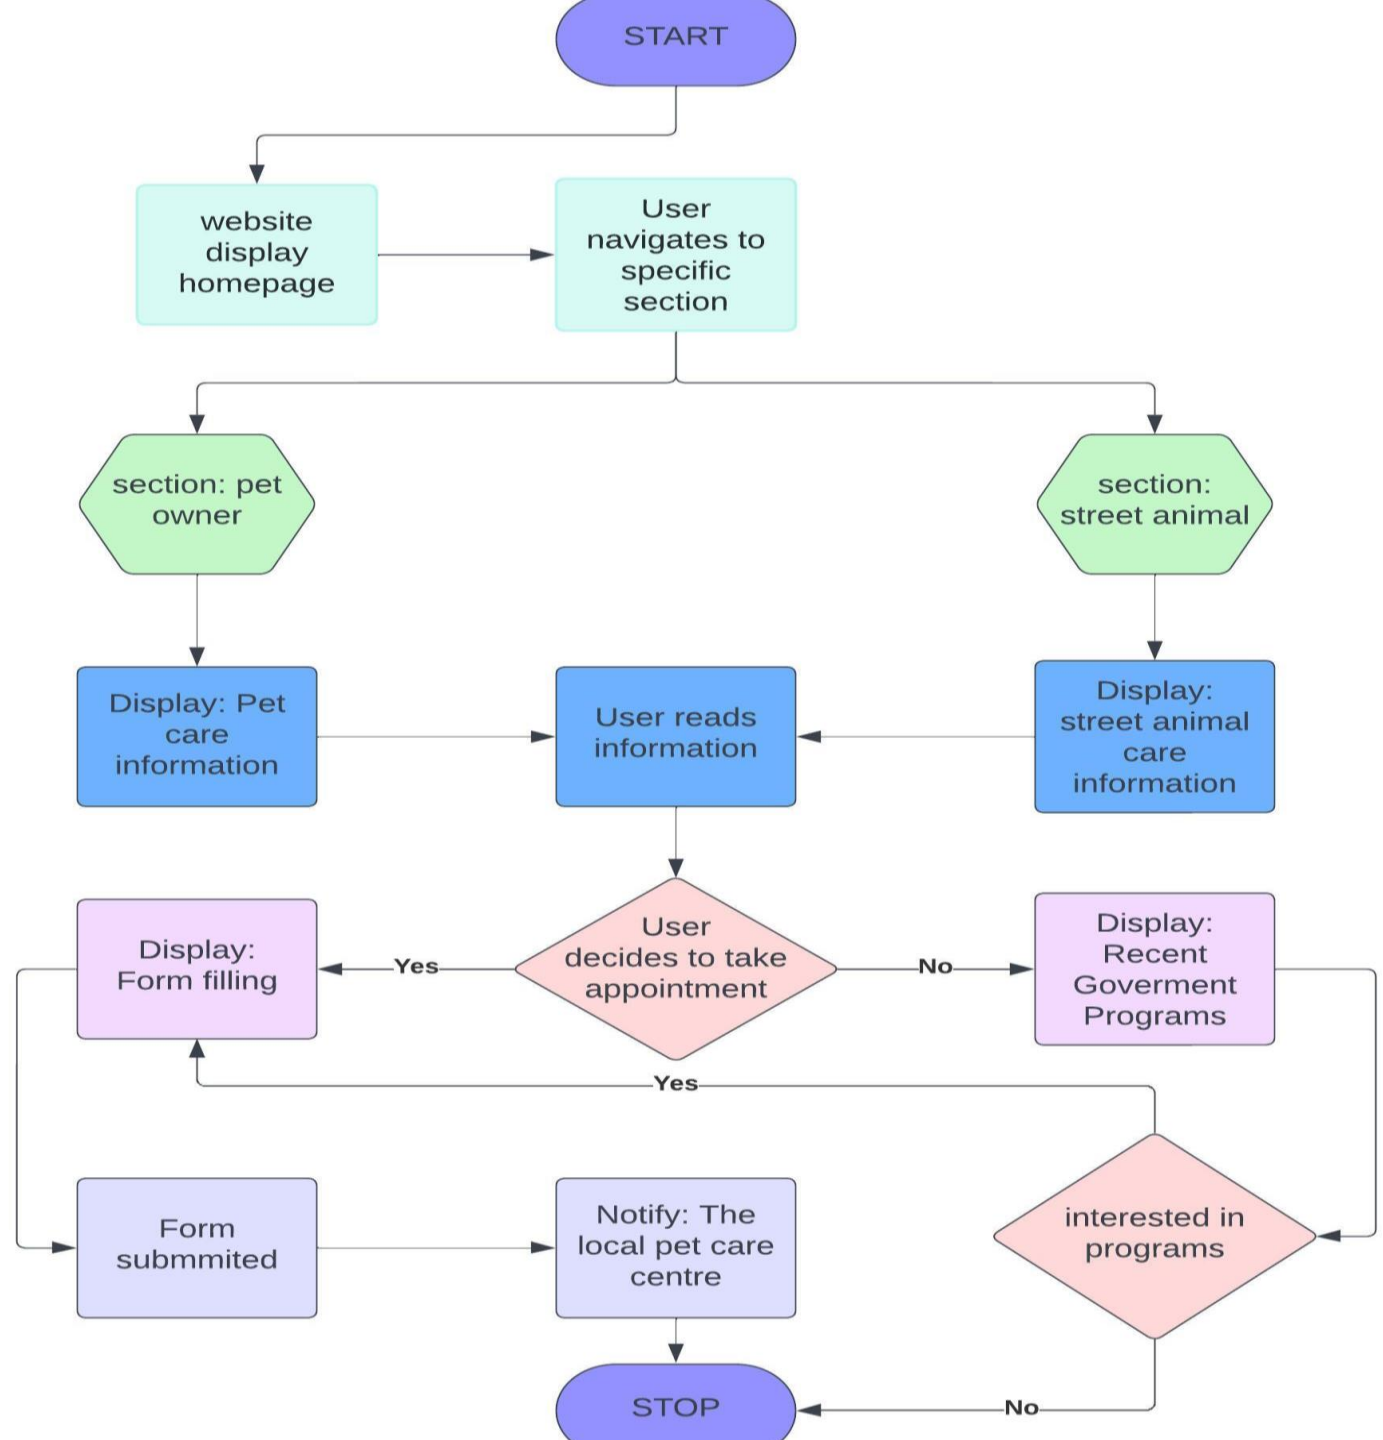 START
website
display
homepage
User
navigates to
specific
section
section: pet
owner
section:
street animal
Display: Pet
care
information
User reads
information
Display:
street animal
care
information
Display:
Form filling
Yes
User
decides to take
appointment
No
Display:
Recent
Goverment
Programs
Yes
Form
submmited
Notify: The
local pet care
centre
interested in
programs
STOP
No